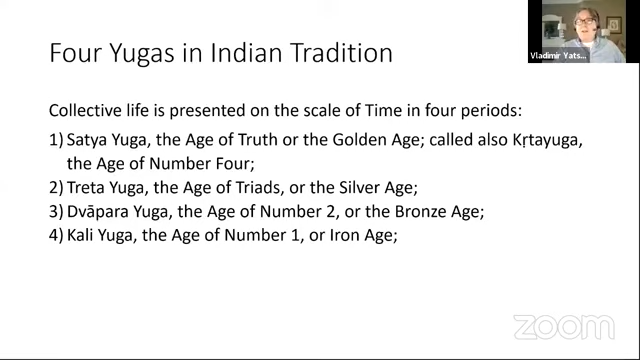 Four Yugas in Indian Tradition
Vladimir Yats...
Collective life is presented on the scale of Time in four periods:
1) Satya Yuga, the Age of Truth or the Golden Age; called also Kṛtayuga,
the Age of Number Four;
2) Treta Yuga, the Age of Triads, or the Silver Age;
3) Dvāpara Yuga, the Age of Number 2, or the Bronze Age;
4) Kali Yuga, the Age of Number 1, or Iron Age;
zoom